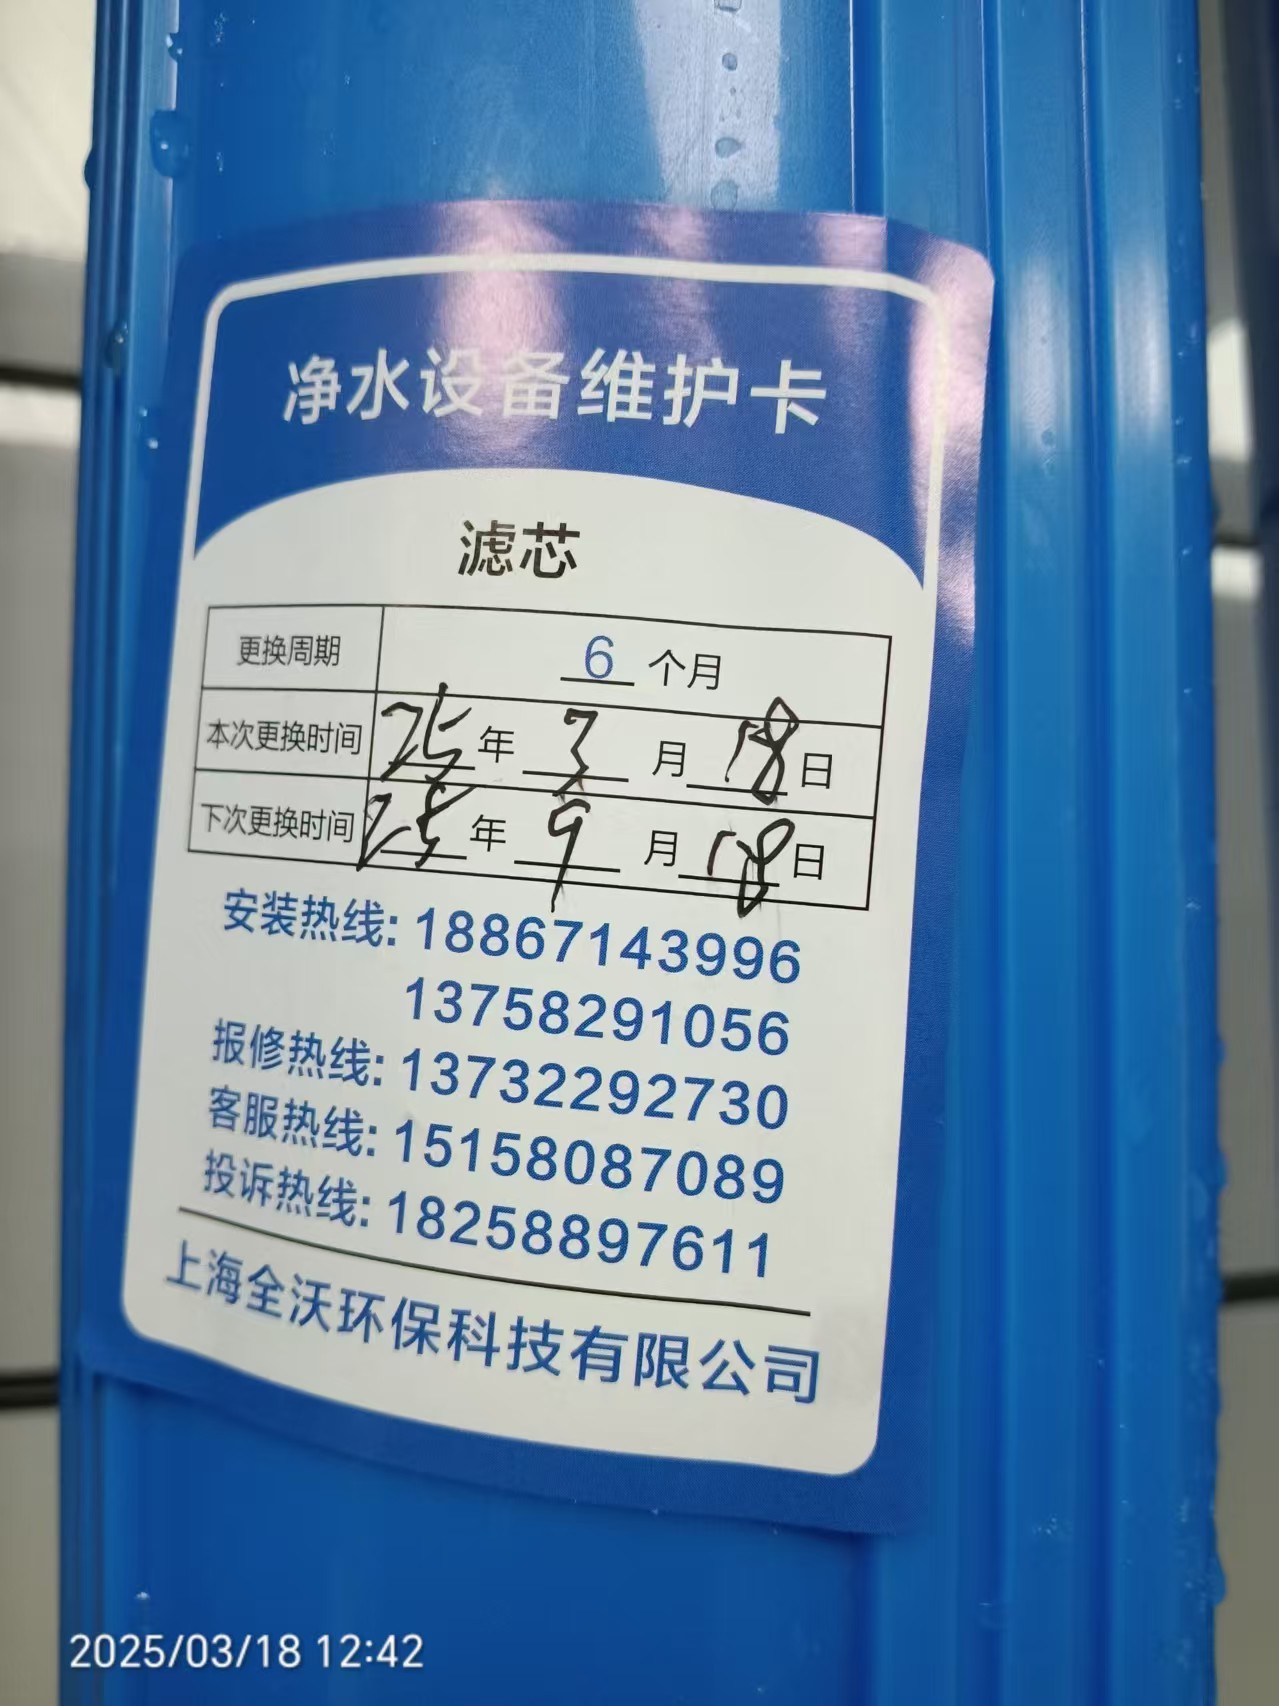 净水设备维护卡
滤芯
更换周期 6 个月
本次更换时间 25 年 3 月 18 日
下次更换时间 25 年 9 月 18 日
安装热线: 18867143996
13758291056
报修热线: 13732292730
客服热线: 15158087089
投诉热线: 18258897611
上海全沃环保科技有限公司
2025/03/18 12:42